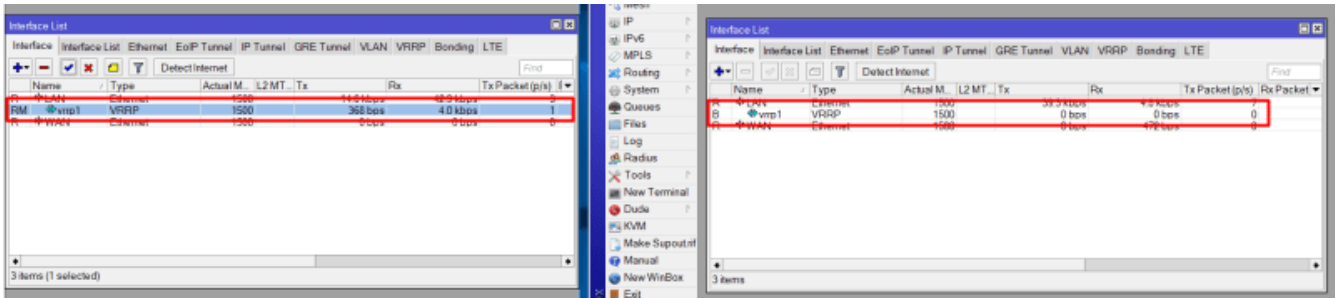 Interface List
Interface Interface List Ethernet EoIP Tunnel IP Tunnel GRE Tunnel VLAN VRRP Bonding LTE
Detect Internet Find
Name Type Actual M... L2 MT... Tx Rx Tx Packet (p/s)
R LAN Ethernet 1500
RM vrrp1 VRRP 1500 368 bps 4.0 kbps 1
R WAN Ethernet 1500 0 bps 0 bps 0
3 items (1 selected)
Mesh
IP
IPv6
MPLS
Routing
System
Queues
Files
Log
Radius
Tools
New Terminal
Dude
KVM
Make Supout.rif
Manual
New WinBox
Exit
Interface List
Interface Interface List Ethernet EoIP Tunnel IP Tunnel GRE Tunnel VLAN VRRP Bonding LTE
Detect Internet Find
Name Type Actual M... L2 MT... Tx Rx Tx Packet (p/s) Rx Packet
R LAN Ethernet 1500 7
B vrrp1 VRRP 1500 0 bps 0 bps 0
R WAN Ethernet 1500 0 bps 472 bps 0
3 items